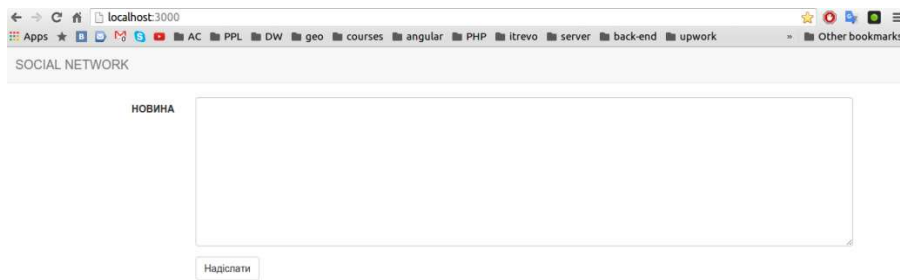 localhost:3000
Apps AC PPL DW geo courses angular PHP itrevo server back-end upwork » Other bookmarks
SOCIAL NETWORK
НОВИНА
Надіслати